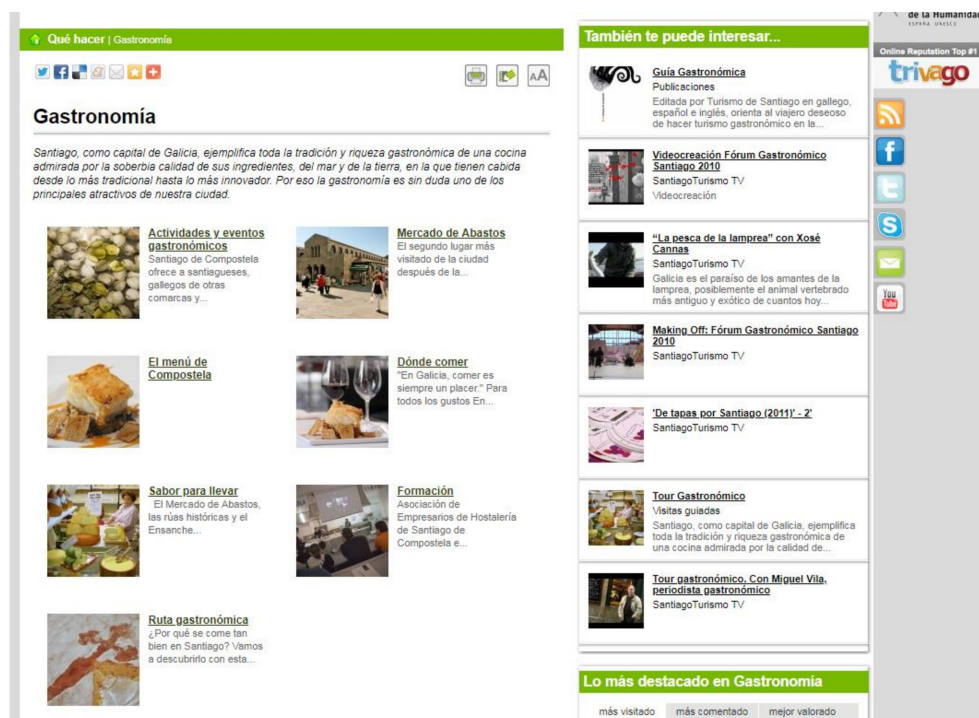 Qué hacer | Gastronomía
AA
Gastronomía
Santiago, como capital de Galicia, ejemplifica toda la tradición y riqueza gastronómica de una cocina
admirada por la soberbia calidad de sus ingredientes, del mar y de la tierra, en la que tienen cabida
desde lo más tradicional hasta lo más innovador. Por eso la gastronomía es sin duda uno de los
principales atractivos de nuestra ciudad.
Actividades y eventos
gastronómicos
Santiago de Compostela
ofrece a santiagueses,
gallegos de otras
comarcas y...
Mercado de Abastos
El segundo lugar más
visitado de la ciudad
después de la...
El menú de
Compostela
Dónde comer
"En Galicia, comer es
siempre un placer." Para
todos los gustos En...
Sabor para llevar
El Mercado de Abastos,
las rúas históricas y el
Ensanche...
Formación
Asociación de
Empresarios de Hostalería
de Santiago de
Compostela e...
Ruta gastronómica
¿Por qué se come tan
bien en Santiago? Vamos
a descubrirlo con esta...
También te puede interesar...
Guía Gastronómica
Publicaciones
Editada por Turismo de Santiago en gallego,
español e inglés, orienta al viajero deseoso
de hacer turismo gastronómico en la...
Videocreación Fórum Gastronómico
Santiago 2010
SantiagoTurismo TV
Videocreación
“La pesca de la lamprea” con Xosé
Cannas
SantiagoTurismo TV
Galicia es el paraíso de los amantes de la
lamprea, posiblemente el animal vertebrado
más antiguo y exótico de cuantos hoy...
Making Off: Fórum Gastronómico Santiago
2010
SantiagoTurismo TV
'De tapas por Santiago (2011)' - 2'
SantiagoTurismo TV
Tour Gastronómico
Visitas guiadas
Santiago, como capital de Galicia, ejemplifica
toda la tradición y riqueza gastronómica de
una cocina admirada por la calidad de...
Tour gastronómico. Con Miguel Vila,
periodista gastronómico
SantiagoTurismo TV
Lo más destacado en Gastronomía
más visitado más comentado mejor valorado
de la Humanidad
ESPAÑA UNESCO
Online Reputation Top #1
trivago
You
Tube